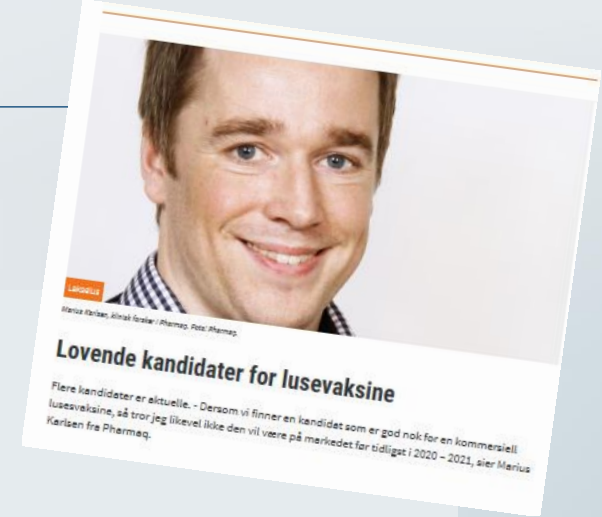 Lakselus
Marius Karlsen, klinisk forsker i Pharmaq. Foto: Pharmaq.
Lovende kandidater for lusevaksine
Flere kandidater er aktuelle. - Dersom vi finner en kandidat som er god nok for en kommersiell
lusesvaksine, så tror jeg likevel ikke den vil være på markedet før tidligst i 2020 – 2021, sier Marius
Karlsen fra Pharmaq.